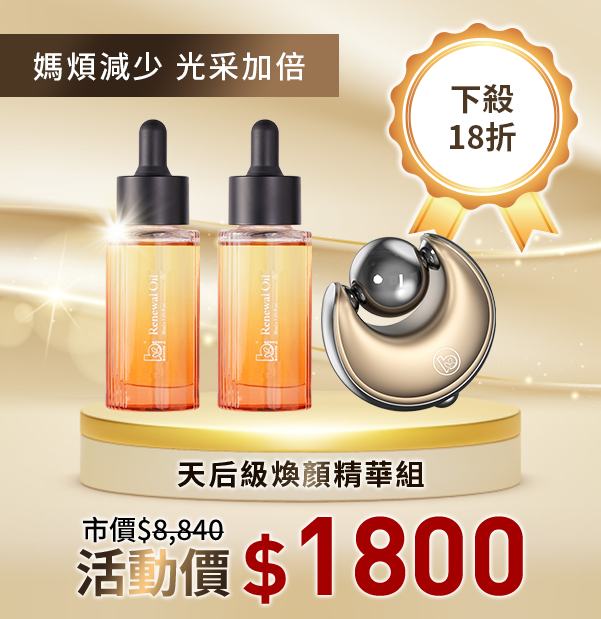 媽煩減少 光采加倍
下殺
18折
Renewal Oil
Renewal Oil
天后級煥顏精華組
市價$8,840
活動價 $1800